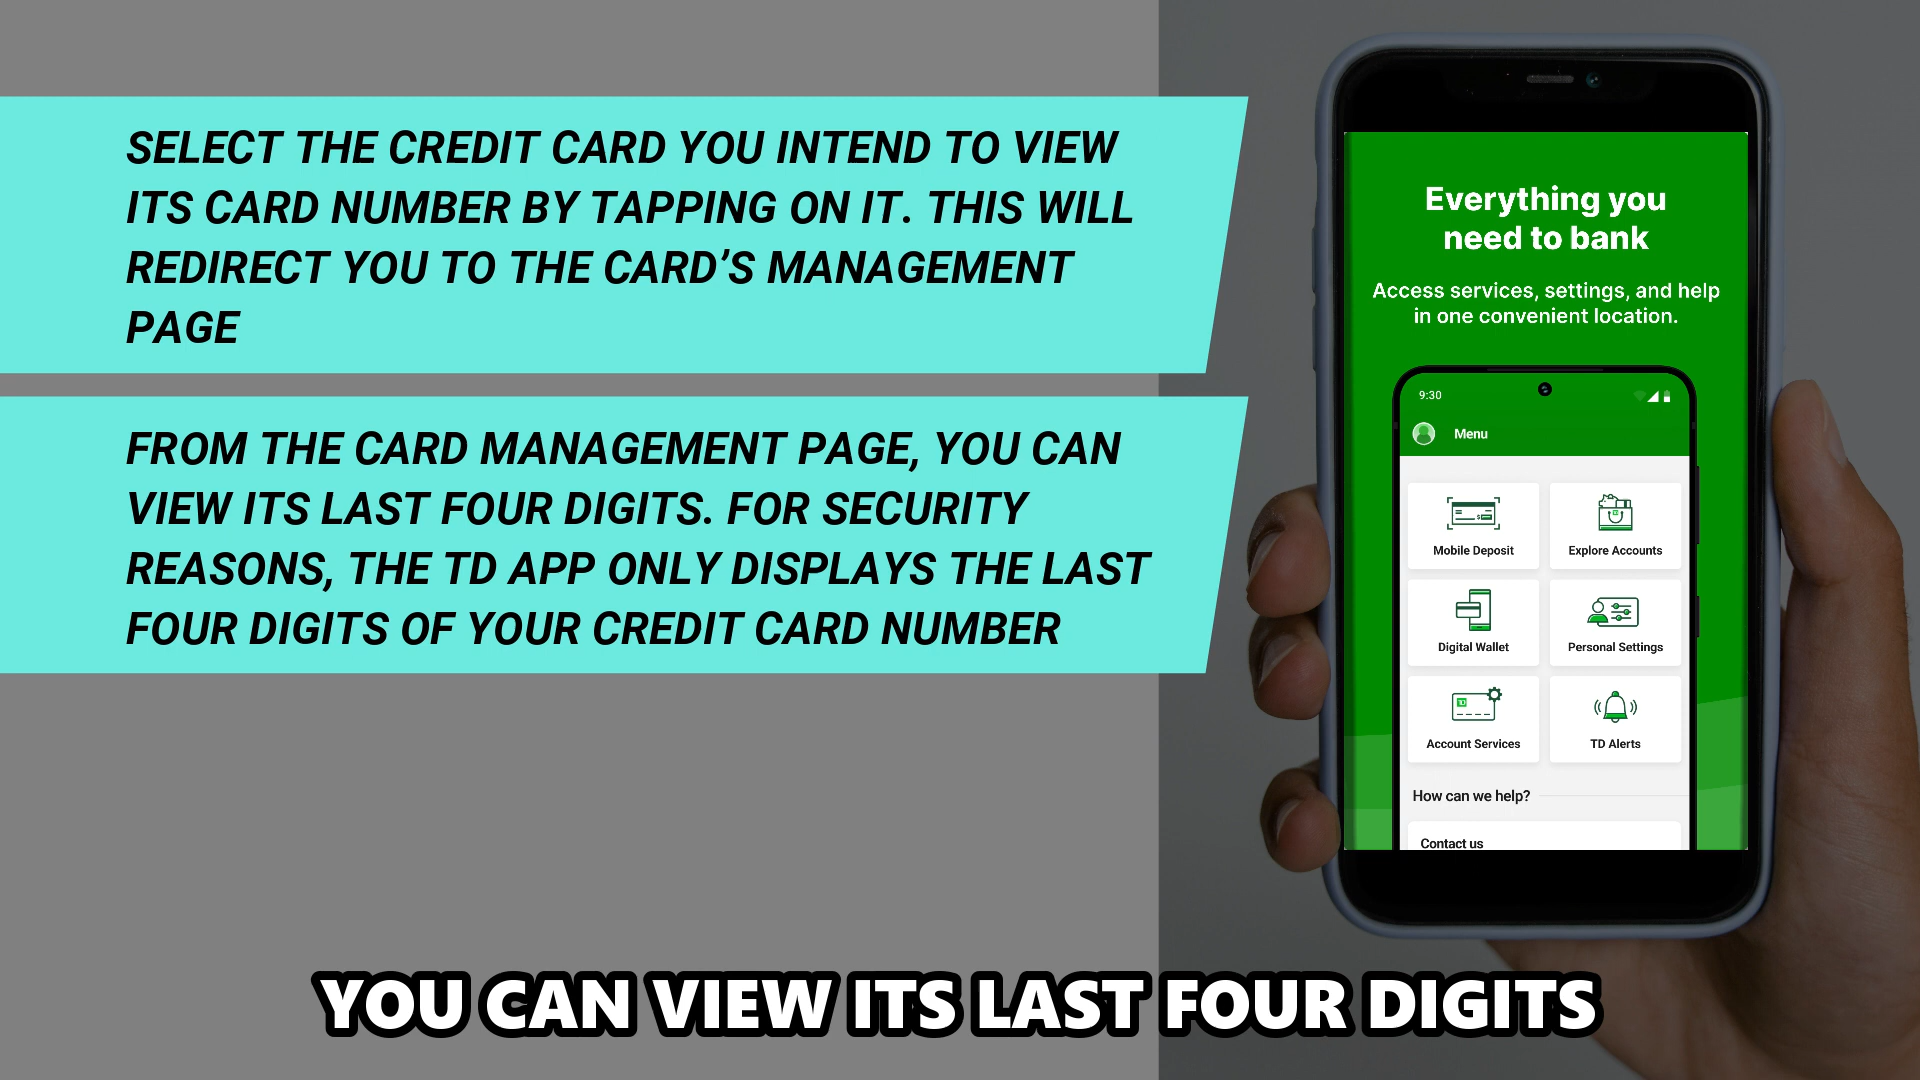 SELECT THE CREDIT CARD YOU INTEND TO VIEW
ITS CARD NUMBER BY TAPPING ON IT. THIS WILL
REDIRECT YOU TO THE CARD’S MANAGEMENT
PAGE
FROM THE CARD MANAGEMENT PAGE, YOU CAN
VIEW ITS LAST FOUR DIGITS. FOR SECURITY
REASONS, THE TD APP ONLY DISPLAYS THE LAST
FOUR DIGITS OF YOUR CREDIT CARD NUMBER
Everything you
need to bank
Access services, settings, and help
in one convenient location.
9:30
Menu
Mobile Deposit
Explore Accounts
Digital Wallet
Personal Settings
TD
Account Services
TD Alerts
How can we help?
Contact us
YOU CAN VIEW ITS LAST FOUR DIGITS